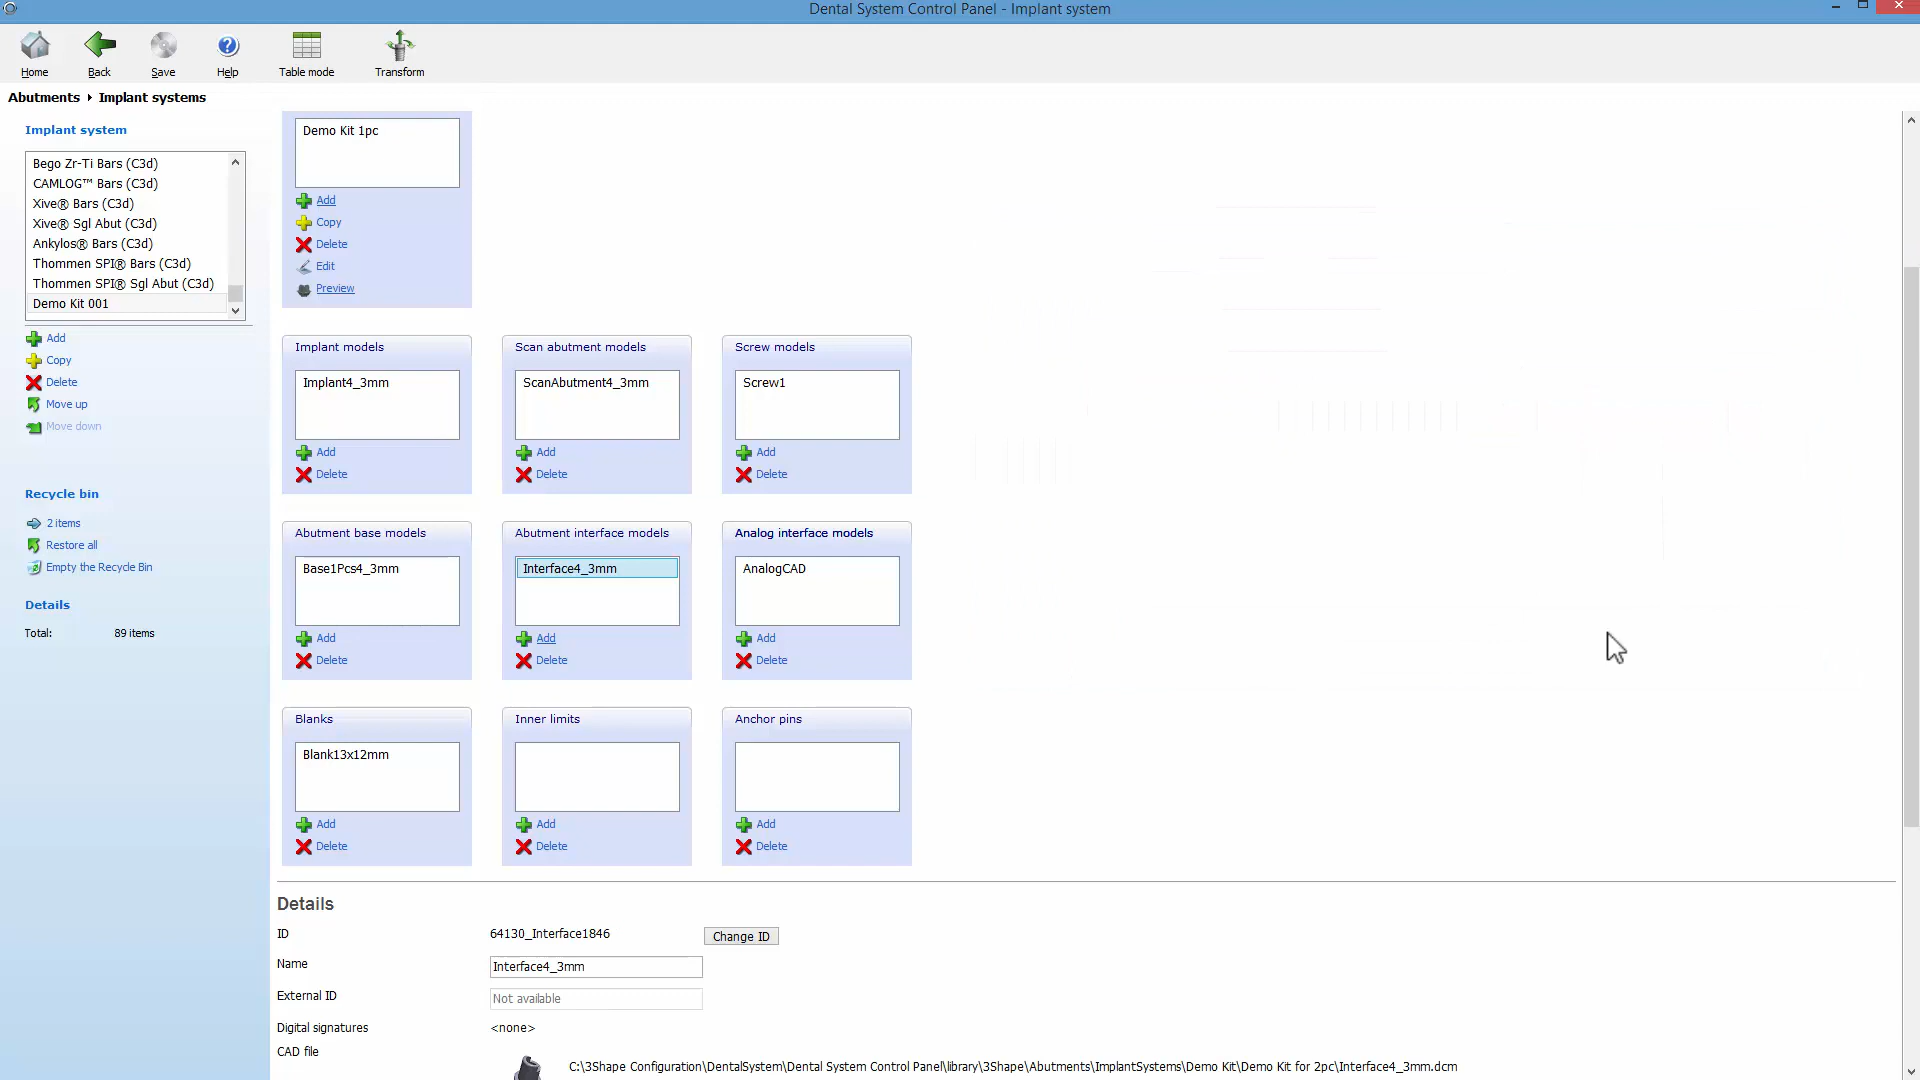 Dental System Control Panel - Implant system
Home
Back
Save
Help
Table mode
Transform
Abutments
Implant systems
Implant system
Bego Zr-Ti Bars (C3d)
CAMLOG™ Bars (C3d)
Xive® Bars (C3d)
Xive® Sgl Abut (C3d)
Ankylos® Bars (C3d)
Thommen SPI® Bars (C3d)
Thommen SPI® Sgl Abut (C3d)
Demo Kit 001
Add
Copy
Delete
Move up
Move down
Recycle bin
2 items
Restore all
Empty the Recycle Bin
Details
Total: 89 items
Demo Kit 1pc
Add
Copy
Delete
Edit
Preview
Implant models
Implant4_3mm
Add
Delete
Scan abutment models
ScanAbutment4_3mm
Add
Delete
Screw models
Screw1
Add
Delete
Abutment base models
Base1Pcs4_3mm
Add
Delete
Abutment interface models
Interface4_3mm
Add
Delete
Analog interface models
AnalogCAD
Add
Delete
Blanks
Blank13x12mm
Add
Delete
Inner limits
Add
Delete
Anchor pins
Add
Delete
Details
ID 64130_Interface1846 Change ID
Name Interface4_3mm
External ID Not available
Digital signatures <none>
CAD file C:\3Shape Configuration\DentalSystem\Dental System Control Panel\library\3Shape\Abutments\ImplantSystems\Demo Kit\Demo Kit for 2pc\Interface4_3mm.dcm